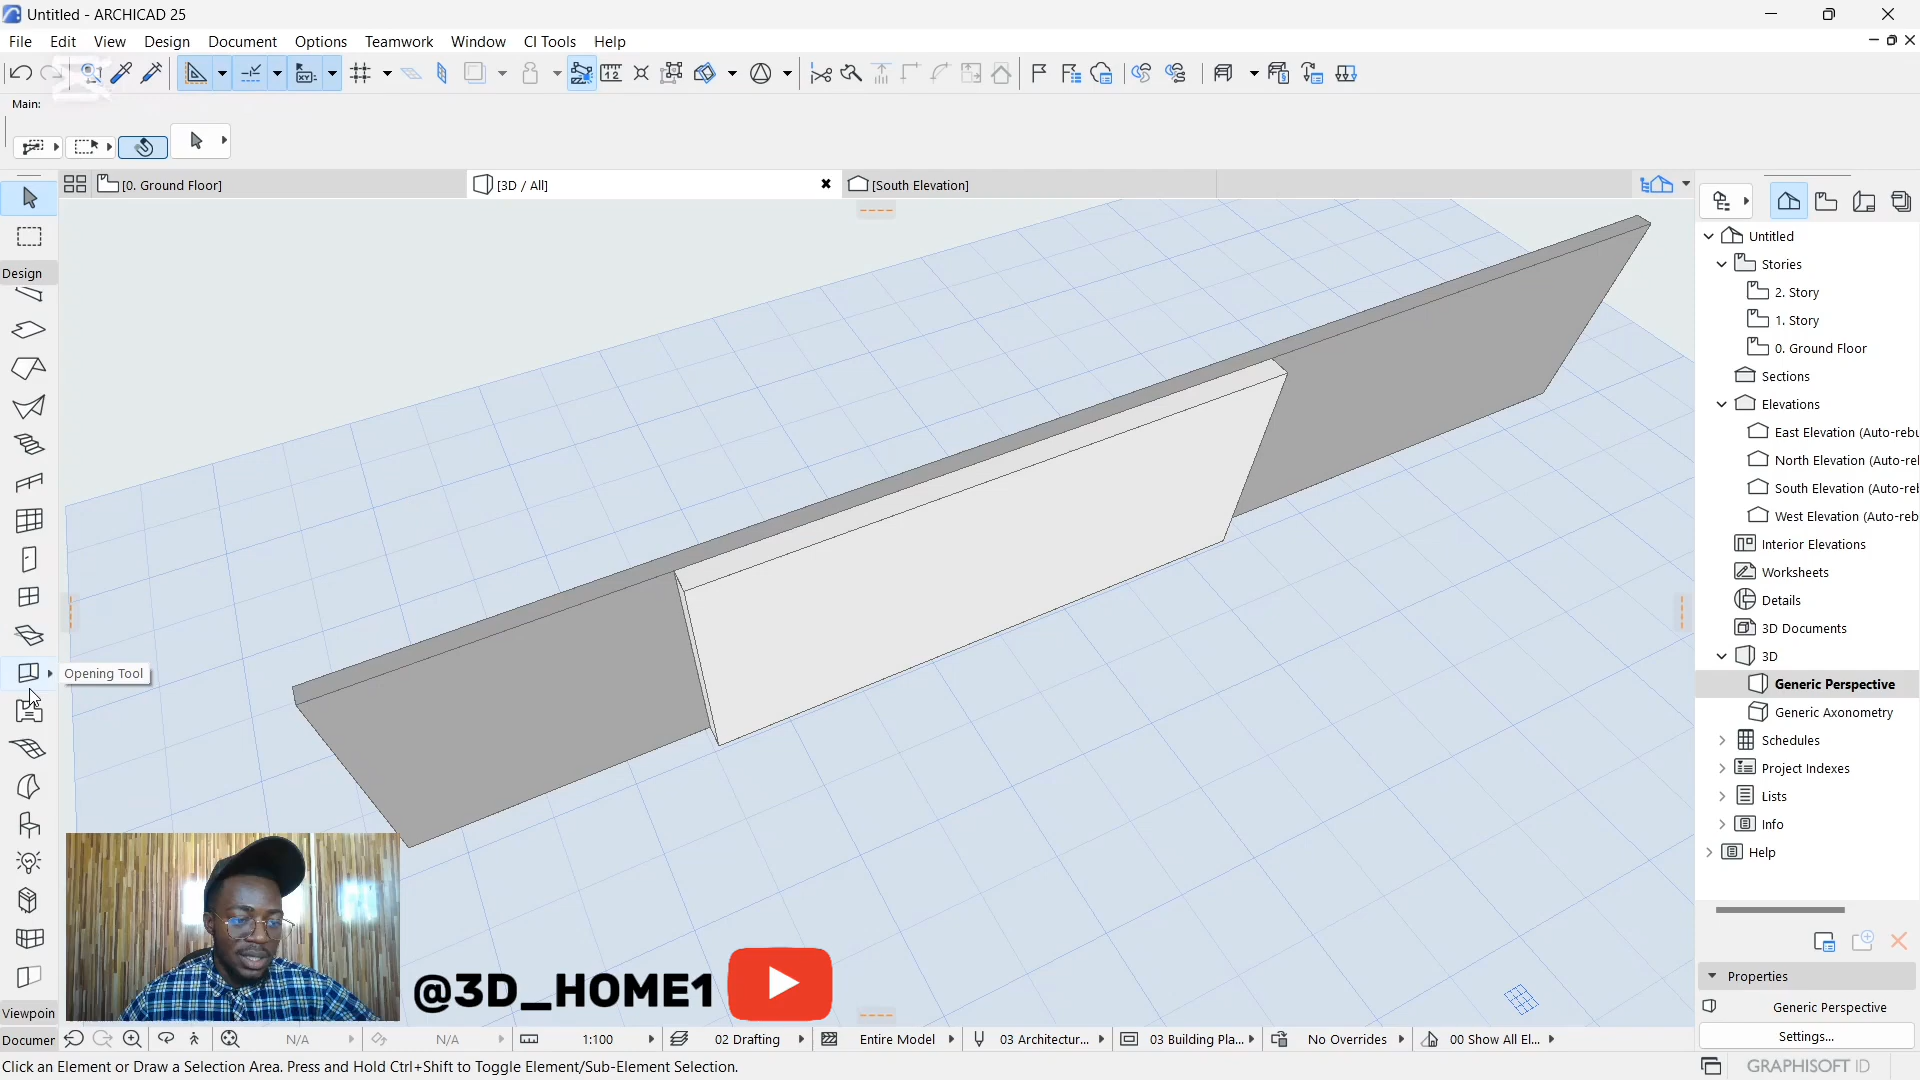 Untitled - ARCHICAD 25
File Edit View Design Document Options Teamwork Window CI Tools Help
Main:
[0. Ground Floor]
[3D / All]
[South Elevation]
Design
Opening Tool
Viewpoin
Documer
Untitled
Stories
2. Story
1. Story
0. Ground Floor
Sections
Elevations
East Elevation (Auto-rebu
North Elevation (Auto-rel
South Elevation (Auto-rel
West Elevation (Auto-reb
Interior Elevations
Worksheets
Details
3D Documents
3D
Generic Perspective
Generic Axonometry
Schedules
Project Indexes
Lists
Info
Help
Properties
Generic Perspective
Settings...
@3D_HOME1
N/A
N/A
1:100
02 Drafting
Entire Model
03 Architectur...
03 Building Pla...
No Overrides
00 Show All El...
Click an Element or Draw a Selection Area. Press and Hold Ctrl+Shift to Toggle Element/Sub-Element Selection.
GRAPHISOFT ID